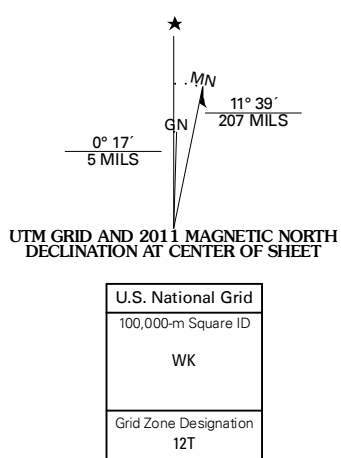 ★
MN
GN
11° 39´
207 MILS
0° 17´
5 MILS
UTM GRID AND 2011 MAGNETIC NORTH
DECLINATION AT CENTER OF SHEET
U.S. National Grid
100,000-m Square ID
WK
Grid Zone Designation
12T